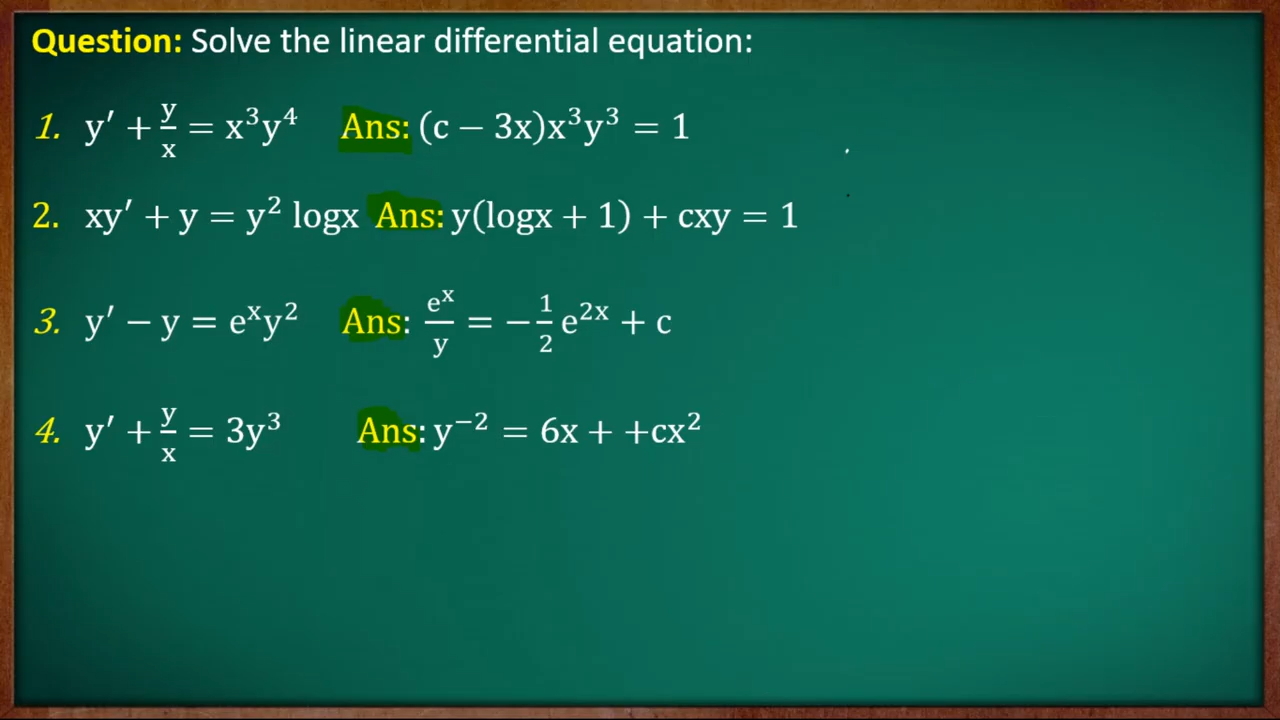 Question: Solve the linear differential equation:
1. y′ + y/x = x³y⁴ Ans: (c − 3x)x³y³ = 1
2. xy′ + y = y² logx Ans: y(logx + 1) + cxy = 1
3. y′ − y = eˣy² Ans: eˣ/y = −1/2 e²ˣ + c
4. y′ + y/x = 3y³ Ans: y⁻² = 6x + +cx²